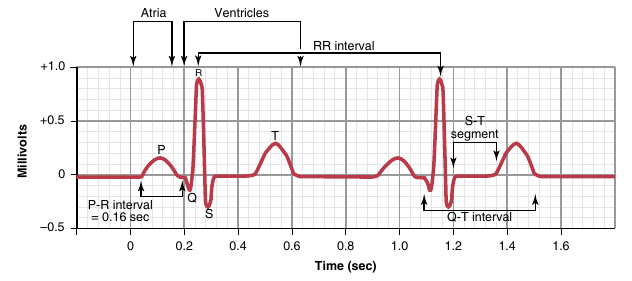 Atria
Ventricles
RR interval
R
+1.0
+0.5
0
−0.5
Millivolts
P
T
S-T
segment
Q
S
P-R interval
= 0.16 sec
Q-T interval
0
0.2
0.4
0.6
0.8
1.0
1.2
1.4
1.6
Time (sec)